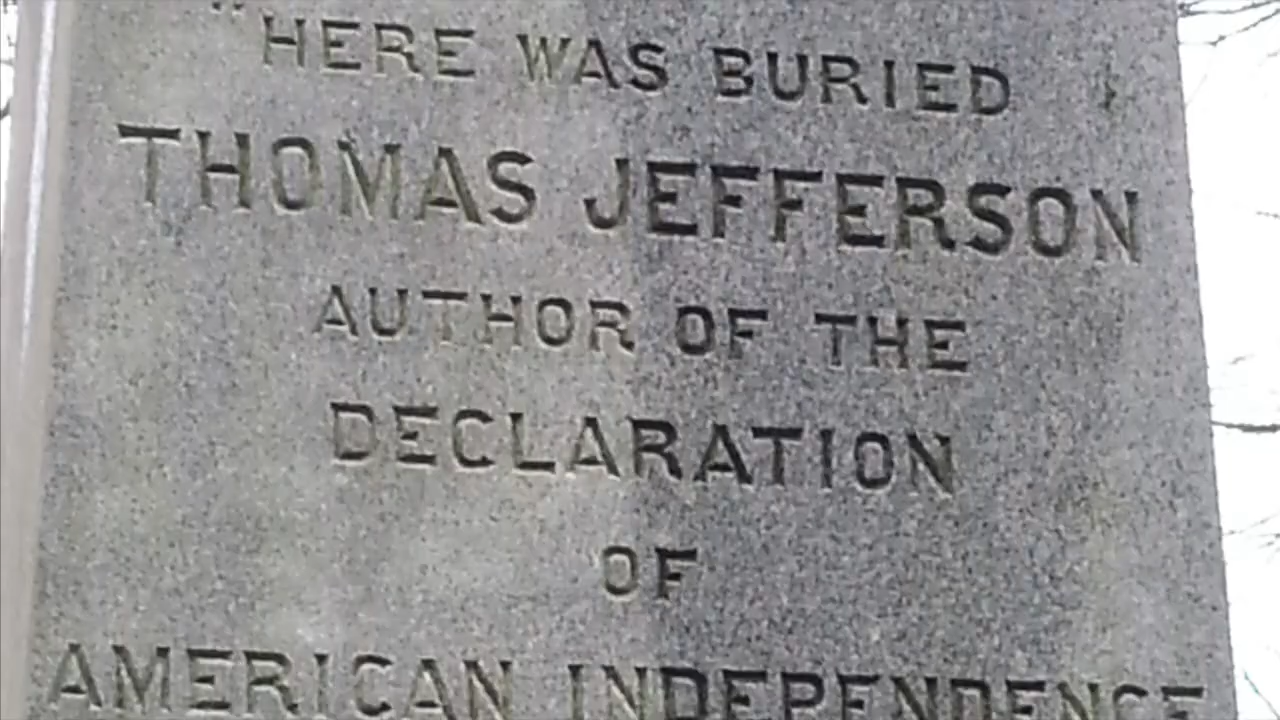 "HERE WAS BURIED
THOMAS JEFFERSON
AUTHOR OF THE
DECLARATION
OF
AMERICAN INDEPENDENCE